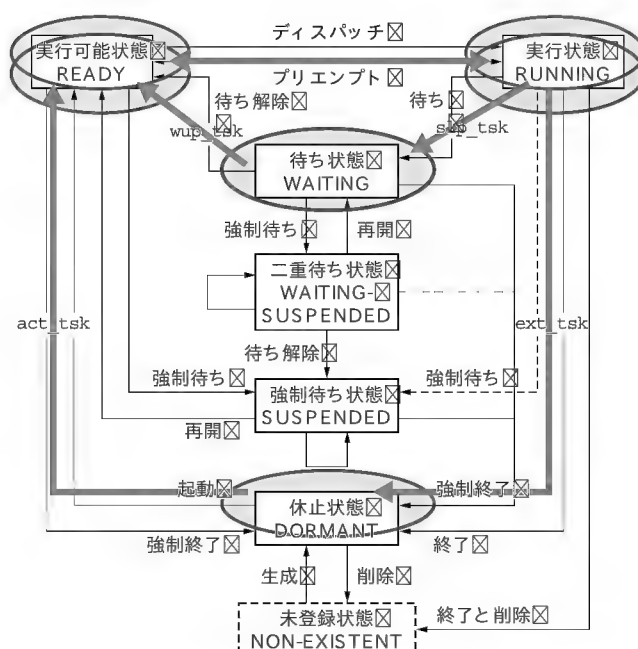 ディスパッチ
実行可能状態
READY
実行状態
RUNNING
プリエンプト
待ち解除
待ち
wup_tsk
slp_tsk
待ち状態
WAITING
強制待ち
再開
二重待ち状態
WAITING-
SUSPENDED
act_tsk
ext_tsk
待ち解除
強制待ち
強制待ち
強制待ち状態
SUSPENDED
再開
起動
強制終了
休止状態
DORMANT
強制終了
終了
生成
削除
未登録状態
NON-EXISTENT
終了と削除